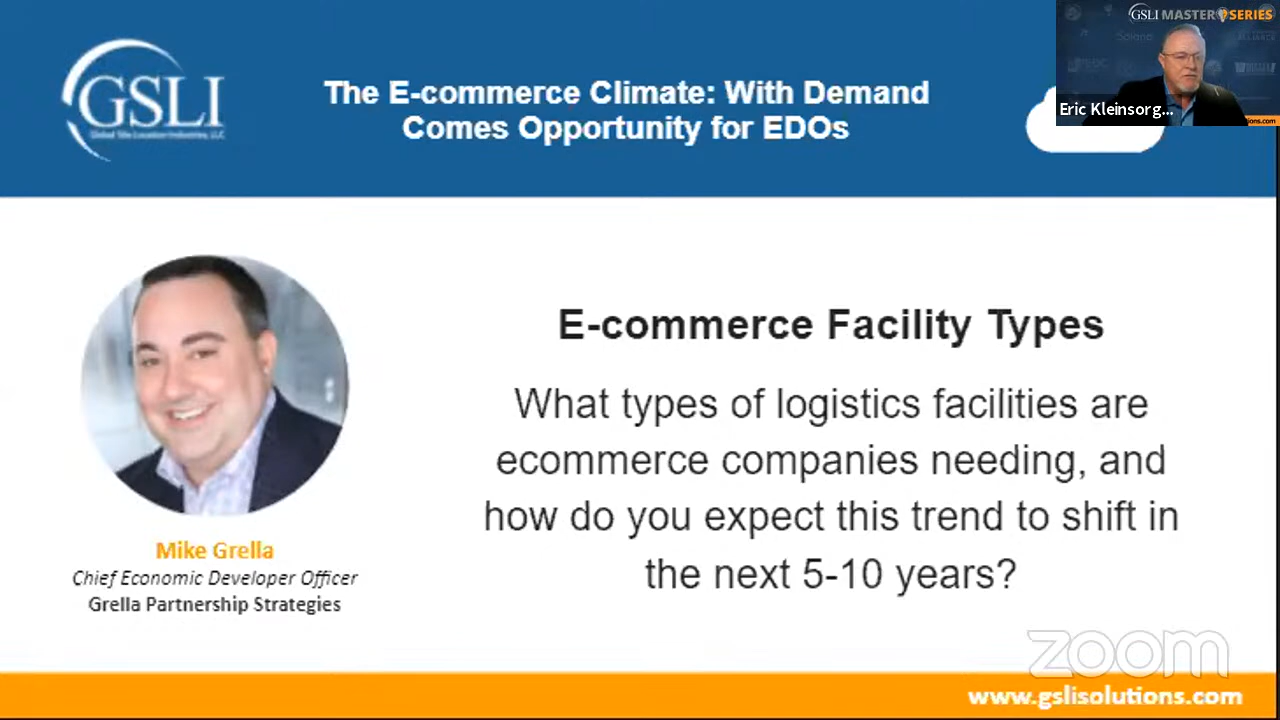 GSLI
Global Site Location Industries, LLC
The E-commerce Climate: With Demand
Comes Opportunity for EDOs
GSLI MASTER SERIES
Eric Kleinsorg...
E-commerce Facility Types
What types of logistics facilities are
ecommerce companies needing, and
how do you expect this trend to shift in
the next 5-10 years?
Mike Grella
Chief Economic Developer Officer
Grella Partnership Strategies
zoom
www.gslisolutions.com